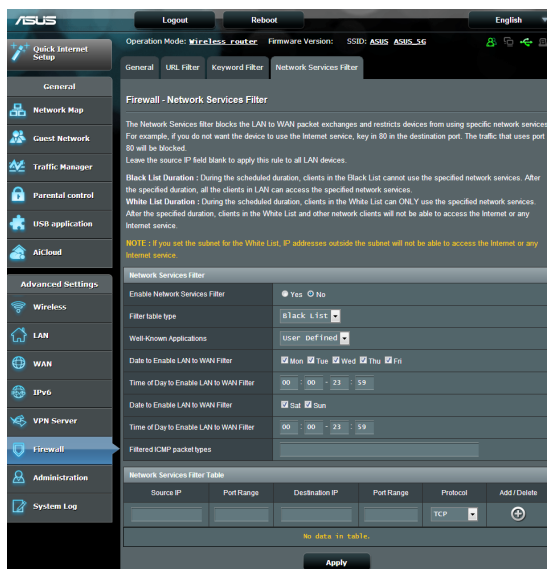 ASUS
Logout
Reboot
English
Operation Mode: Wireless router Firmware Version: SSID: ASUS ASUS_5G
Quick Internet
Setup
General
Network Map
Guest Network
Traffic Manager
Parental control
USB application
AiCloud
Advanced Settings
Wireless
LAN
WAN
IPv6
VPN Server
Firewall
Administration
System Log
General
URL Filter
Keyword Filter
Network Services Filter
Firewall - Network Services Filter
The Network Services filter blocks the LAN to WAN packet exchanges and restricts devices from using specific network services.
For example, if you do not want the device to use the Internet service, key in 80 in the destination port. The traffic that uses port
80 will be blocked.
Leave the source IP field blank to apply this rule to all LAN devices.
Black List Duration : During the scheduled duration, clients in the Black List cannot use the specified network services. After
the specified duration, all the clients in LAN can access the specified network services.
White List Duration : During the scheduled duration, clients in the White List can ONLY use the specified network services.
After the specified duration, clients in the White List and other network clients will not be able to access the Internet or any
Internet service.
NOTE : If you set the subnet for the White List, IP addresses outside the subnet will not be able to access the Internet or any
Internet service.
Network Services Filter
Enable Network Services Filter Yes No
Filter table type Black List
Well-Known Applications User Defined
Date to Enable LAN to WAN Filter Mon Tue Wed Thu Fri
Time of Day to Enable LAN to WAN Filter 00 : 00 - 23 : 59
Date to Enable LAN to WAN Filter Sat Sun
Time of Day to Enable LAN to WAN Filter 00 : 00 - 23 : 59
Filtered ICMP packet types
Network Services Filter Table
Source IP Port Range Destination IP Port Range Protocol Add / Delete
TCP
No data in table.
Apply